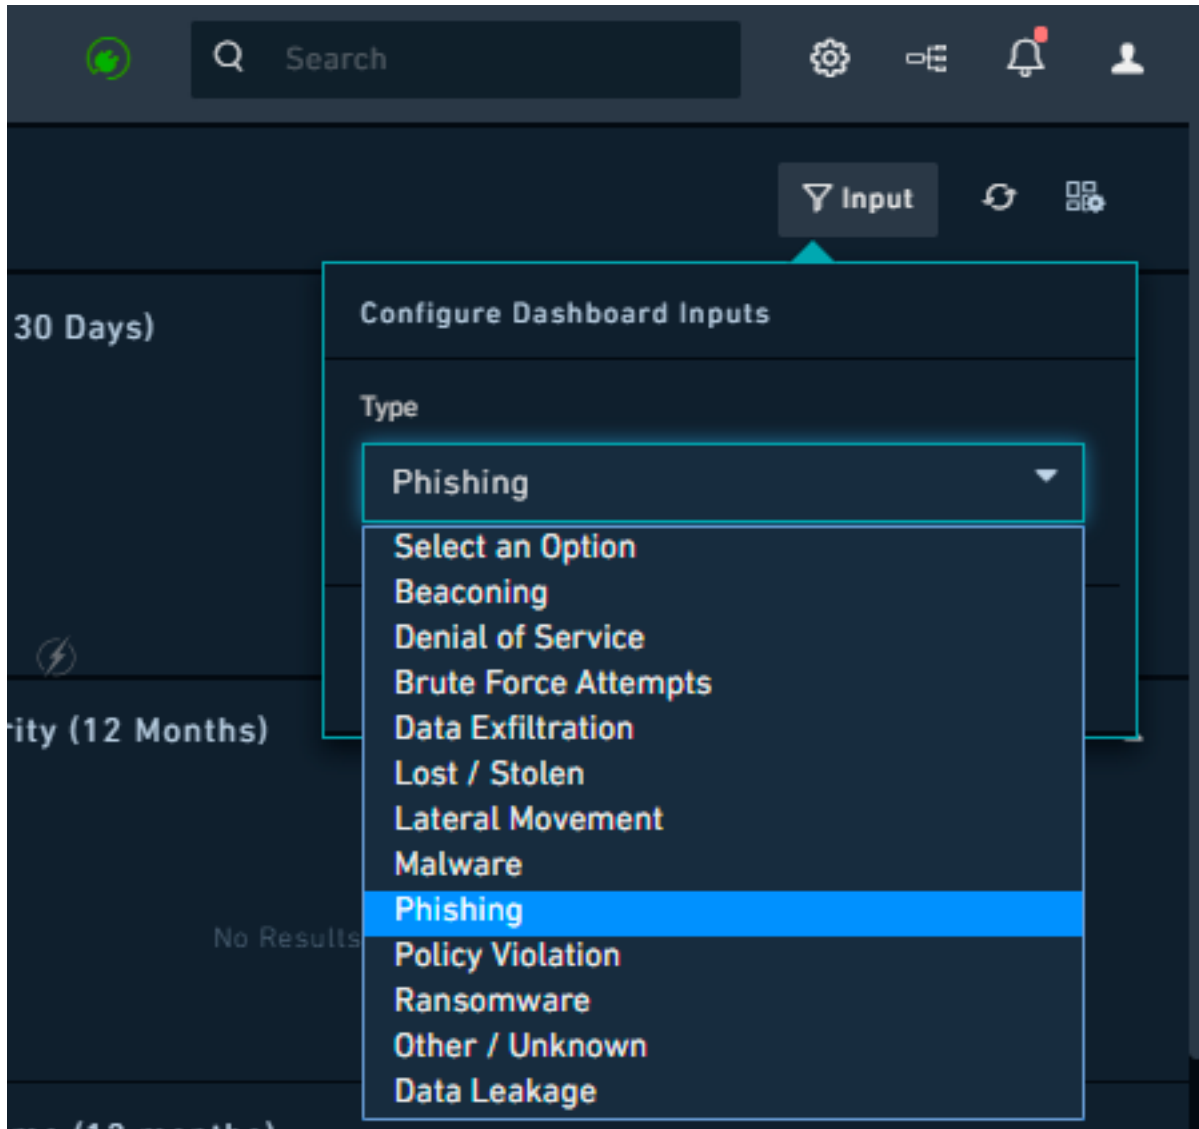 Search
Input
Configure Dashboard Inputs
30 Days)
Type
Phishing
Select an Option
Beaconing
Denial of Service
Brute Force Attempts
Data Exfiltration
(12 Months)
Lost / Stolen
Lateral Movement
Malware
Phishing
No Results
Policy Violation
Ransomware
Other / Unknown
Data Leakage